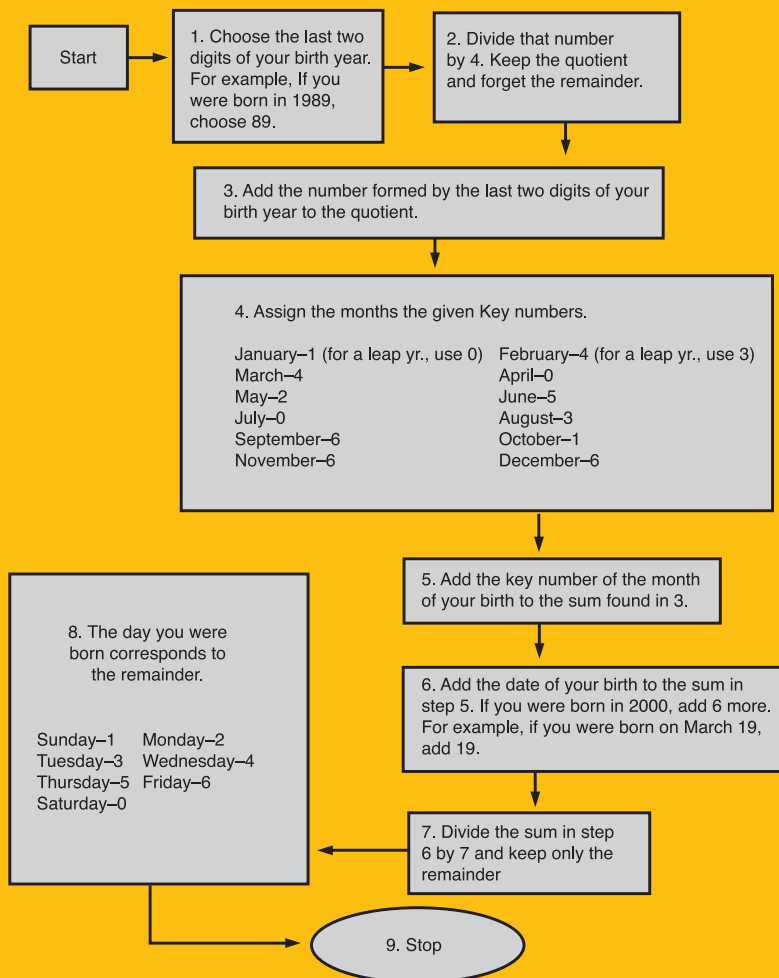 Start
1. Choose the last two
digits of your birth year.
For example, If you
were born in 1989,
choose 89.
2. Divide that number
by 4. Keep the quotient
and forget the remainder.
3. Add the number formed by the last two digits of your
birth year to the quotient.
4. Assign the months the given Key numbers.
January–1 (for a leap yr., use 0) February–4 (for a leap yr., use 3)
March–4 April–0
May–2 June–5
July–0 August–3
September–6 October–1
November–6 December–6
5. Add the key number of the month
of your birth to the sum found in 3.
6. Add the date of your birth to the sum in
step 5. If you were born in 2000, add 6 more.
For example, if you were born on March 19,
add 19.
7. Divide the sum in step
6 by 7 and keep only the
remainder
8. The day you were
born corresponds to
the remainder.
Sunday–1 Monday–2
Tuesday–3 Wednesday–4
Thursday–5 Friday–6
Saturday–0
9. Stop